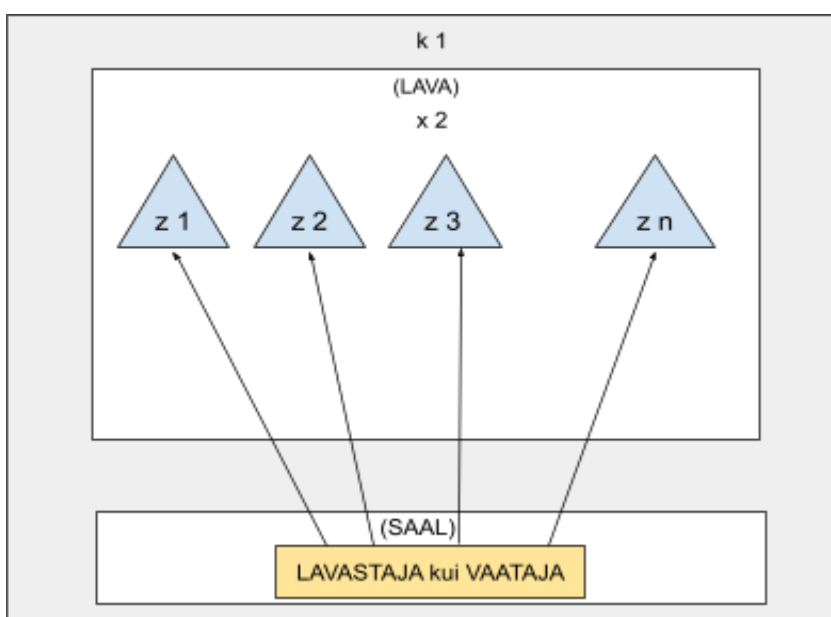 k 1
(LAVA)
x 2
z 1 z 2 z 3 z n
(SAAL)
LAVASTAJA kui VAATAJA